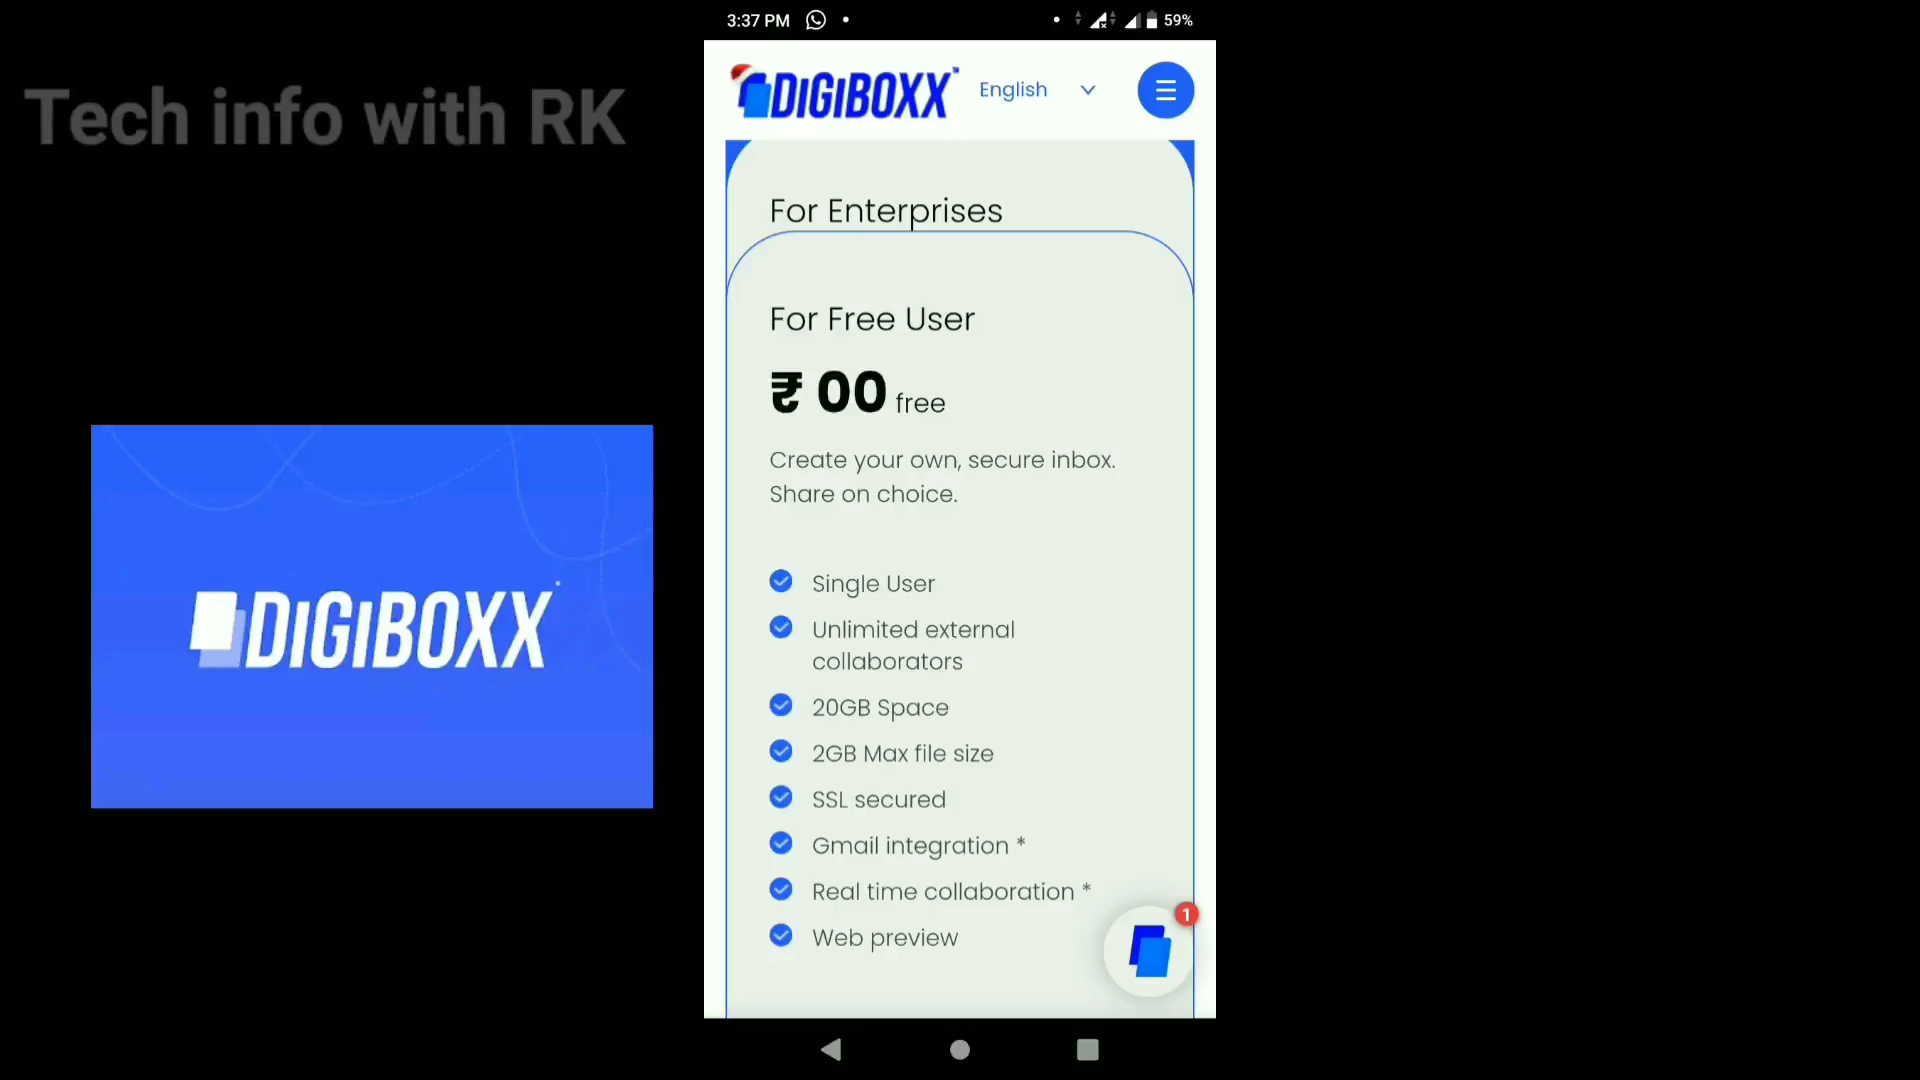 3:37 PM
59%
Tech info with RK
DiGiBOXX™
English
For Enterprises
For Free User
₹ 00 free
Create your own, secure inbox.
Share on choice.
Single User
Unlimited external
collaborators
20GB Space
2GB Max file size
SSL secured
Gmail integration *
Real time collaboration *
Web preview
1
DiGiBOXX